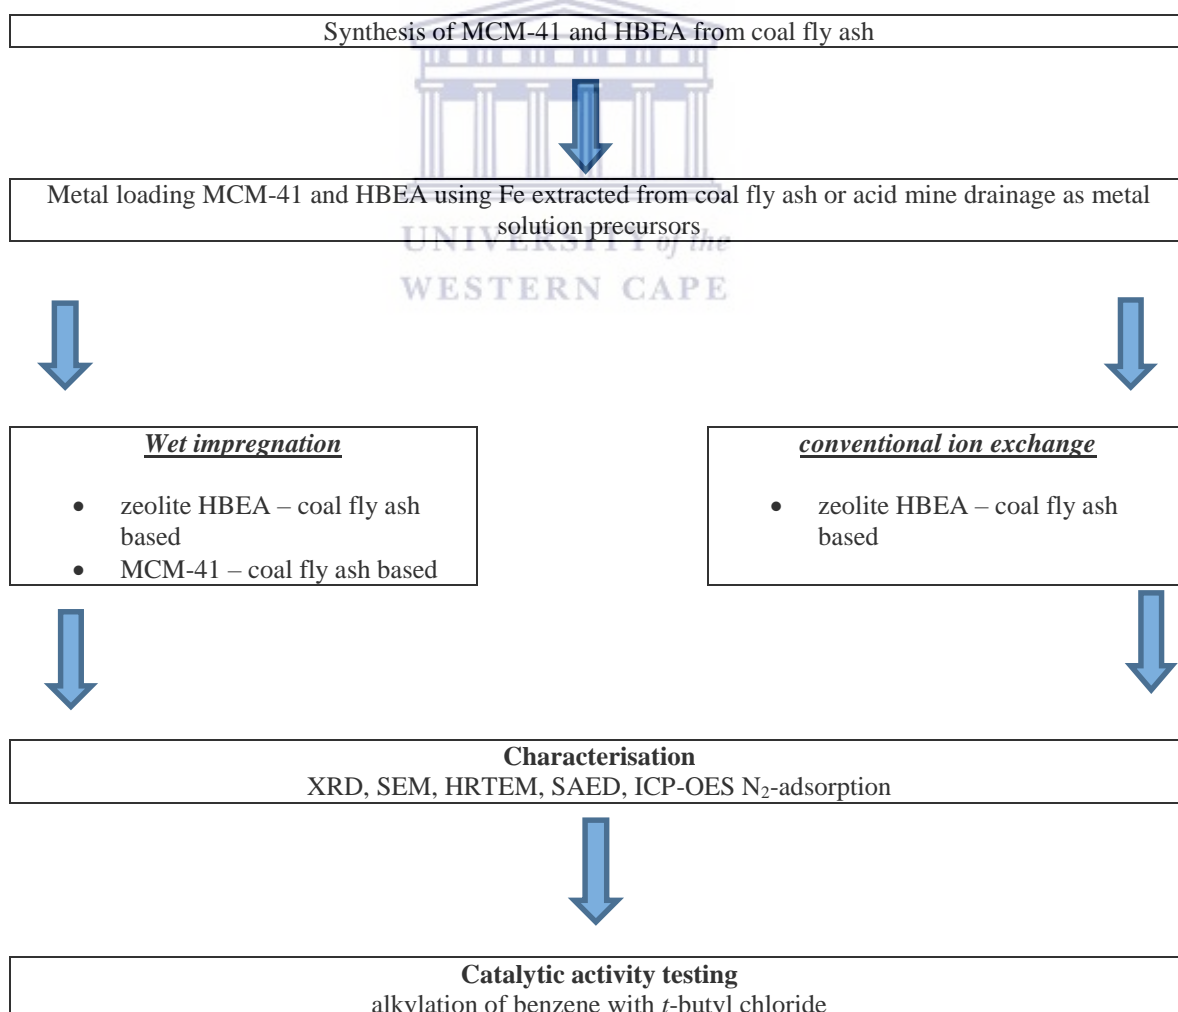 Synthesis of MCM-41 and HBEA from coal fly ash
Metal loading MCM-41 and HBEA using Fe extracted from coal fly ash or acid mine drainage as metal
solution precursors
UNIVERSITY of the
WESTERN CAPE
Wet impregnation
• zeolite HBEA – coal fly ash
based
• MCM-41 – coal fly ash based
conventional ion exchange
• zeolite HBEA – coal fly ash
based
Characterisation
XRD, SEM, HRTEM, SAED, ICP-OES N₂-adsorption
Catalytic activity testing
alkylation of benzene with t-butyl chloride